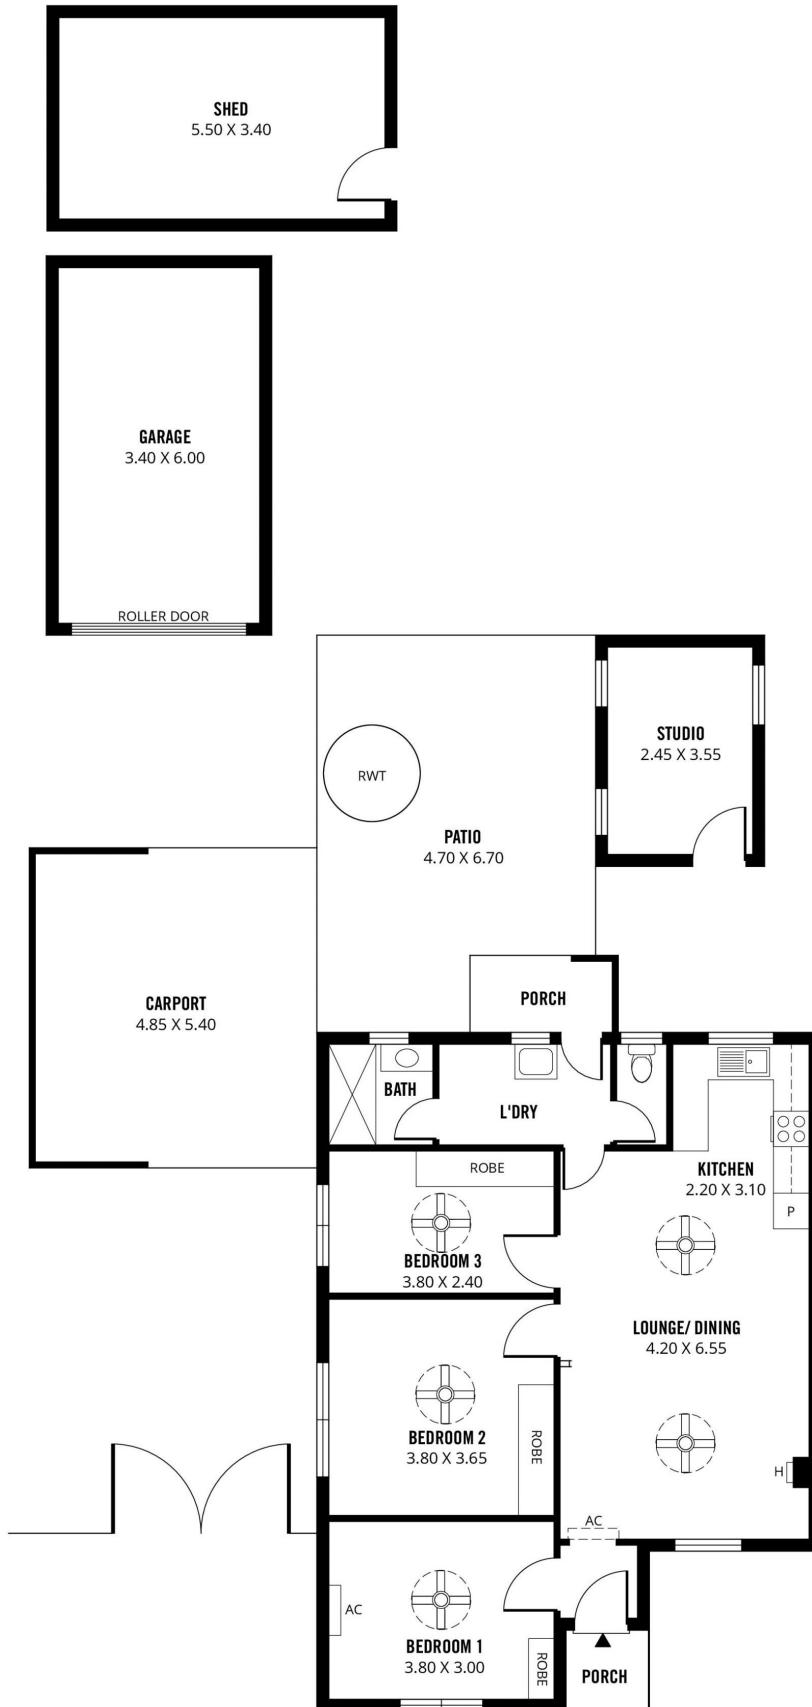 SHED
5.50 X 3.40
GARAGE
3.40 X 6.00
ROLLER DOOR
STUDIO
2.45 X 3.55
RWT
PATIO
4.70 X 6.70
CARPORT
4.85 X 5.40
PORCH
BATH
L'DRY
KITCHEN
2.20 X 3.10
P
ROBE
BEDROOM 3
3.80 X 2.40
LOUNGE/ DINING
4.20 X 6.55
BEDROOM 2
3.80 X 3.65
ROBE
H
AC
AC
BEDROOM 1
3.80 X 3.00
ROBE
PORCH